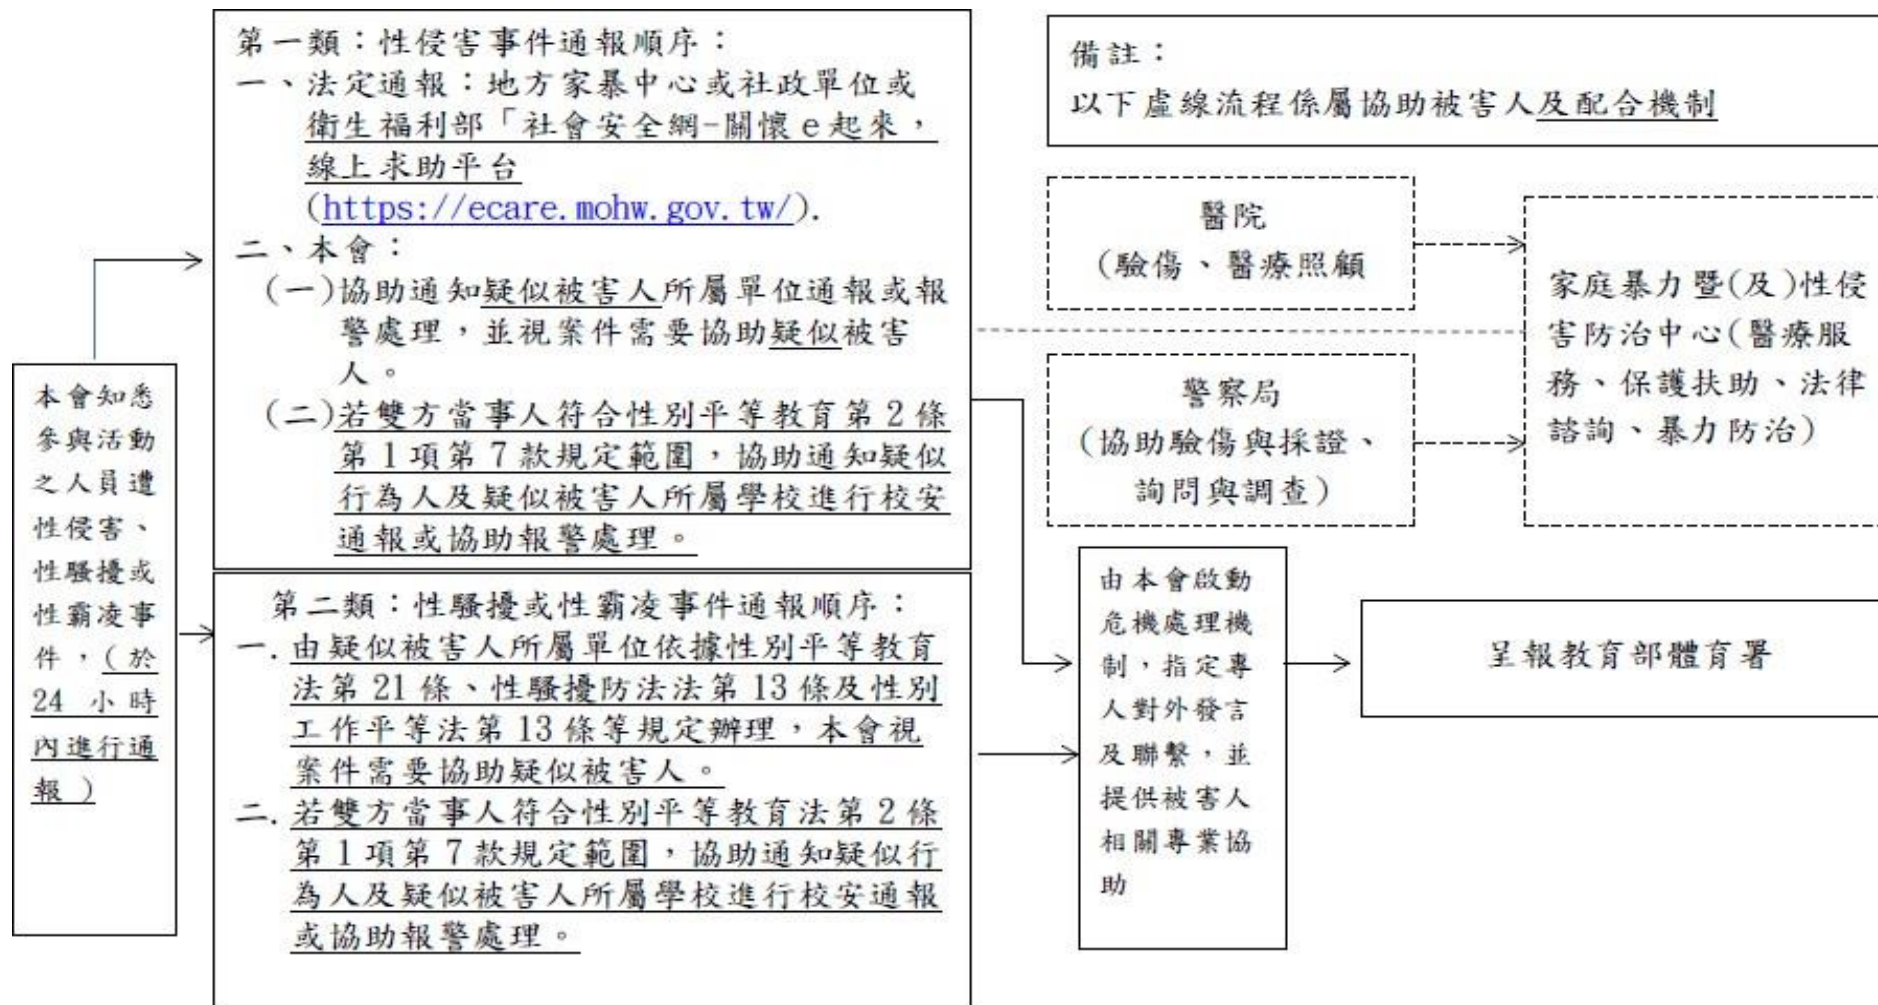 本會知悉
參與活動
之人員遭
性侵害、
性騷擾或
性霸凌事
件，(於
24 小時
內進行通
報)
第一類：性侵害事件通報順序：
一、法定通報：地方家暴中心或社政單位或
衛生福利部「社會安全網-關懷 e 起來，
線上求助平台
(https://ecare.mohw.gov.tw/).
二、本會：
(一)協助通知疑似被害人所屬單位通報或報
警處理，並視案件需要協助疑似被害
人。
(二)若雙方當事人符合性別平等教育第 2 條
第 1 項第 7 款規定範圍，協助通知疑似
行為人及疑似被害人所屬學校進行校安
通報或協助報警處理。
第二類：性騷擾或性霸凌事件通報順序：
一. 由疑似被害人所屬單位依據性別平等教育
法第 21 條、性騷擾防法法第 13 條及性別
工作平等法第 13 條等規定辦理，本會視
案件需要協助疑似被害人。
二. 若雙方當事人符合性別平等教育法第 2 條
第 1 項第 7 款規定範圍，協助通知疑似行
為人及疑似被害人所屬學校進行校安通報
或協助報警處理。
備註：
以下虛線流程係屬協助被害人及配合機制
醫院
(驗傷、醫療照顧
警察局
(協助驗傷與採證、
詢問與調查)
家庭暴力暨(及)性侵
害防治中心(醫療服
務、保護扶助、法律
諮詢、暴力防治)
由本會啟動
危機處理機
制，指定專
人對外發言
及聯繫，並
提供被害人
相關專業協
助
呈報教育部體育署